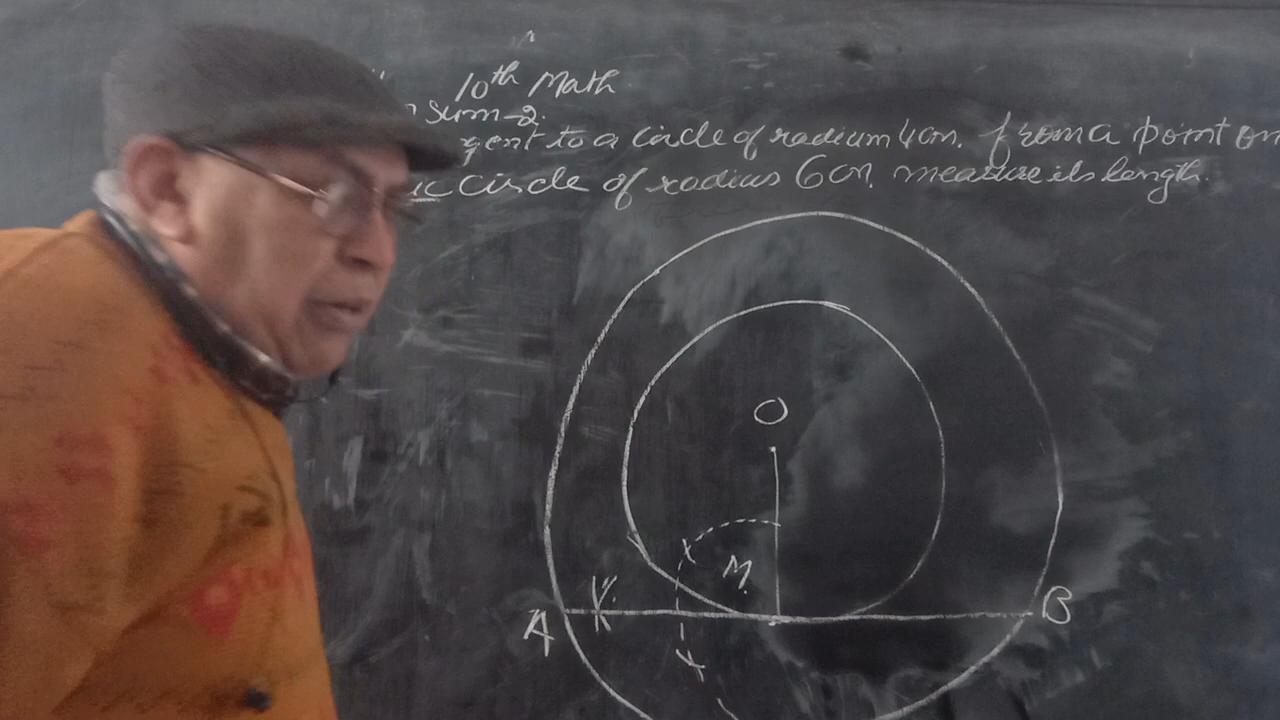 10th Math
Sum-2.
gent to a circle of radium 4cm. from a point on
ic circle of radius 6cm. measure its length.
O
M.
K
A
B